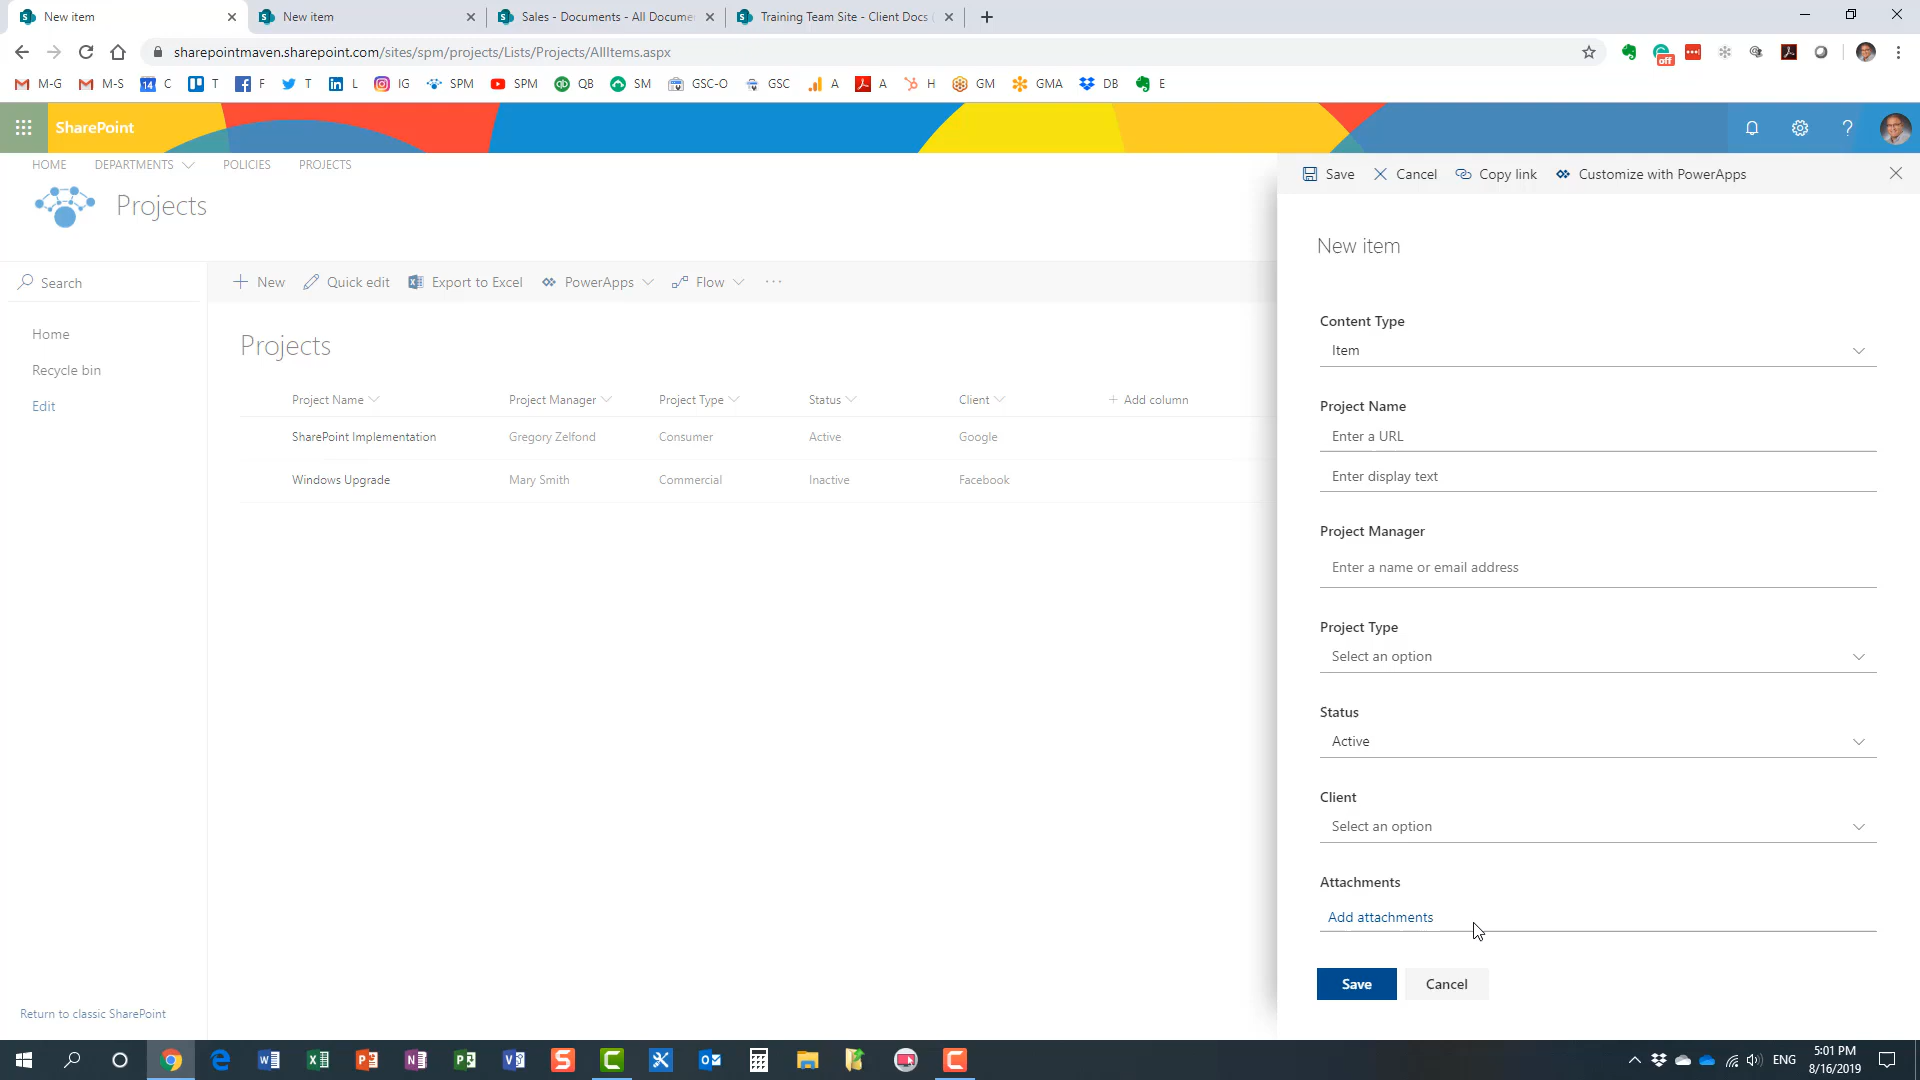 New item
New item
Sales - Documents - All Docume
Training Team Site - Client Docs
sharepointmaven.sharepoint.com/sites/spm/projects/Lists/Projects/AllItems.aspx
off
M-G
M-S
14
C
T
F
T
L
IG
SPM
SPM
QB
SM
GSC-O
GSC
A
A
H
GM
GMA
DB
E
SharePoint
HOME
DEPARTMENTS
POLICIES
PROJECTS
Projects
Search
Home
Recycle bin
Edit
Return to classic SharePoint
New
Quick edit
Export to Excel
PowerApps
Flow
Projects
Project Name
Project Manager
Project Type
Status
Client
Add column
SharePoint Implementation
Gregory Zelfond
Consumer
Active
Google
Windows Upgrade
Mary Smith
Commercial
Inactive
Facebook
Save
Cancel
Copy link
Customize with PowerApps
New item
Content Type
Item
Project Name
Enter a URL
Enter display text
Project Manager
Enter a name or email address
Project Type
Select an option
Status
Active
Client
Select an option
Attachments
Add attachments
Save
Cancel
ENG
5:01 PM
8/16/2019